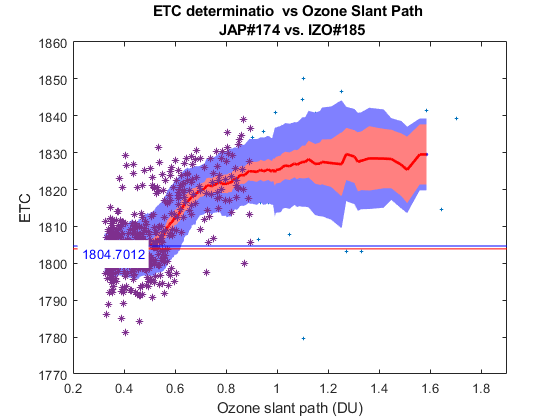 ETC determinatio  vs Ozone Slant Path
JAP#174 vs. IZO#185
1860
1850
1840
1830
1820
1810
1800
1790
1780
1770
ETC
1804.7012
0.2 0.4 0.6 0.8 1 1.2 1.4 1.6 1.8
Ozone slant path (DU)